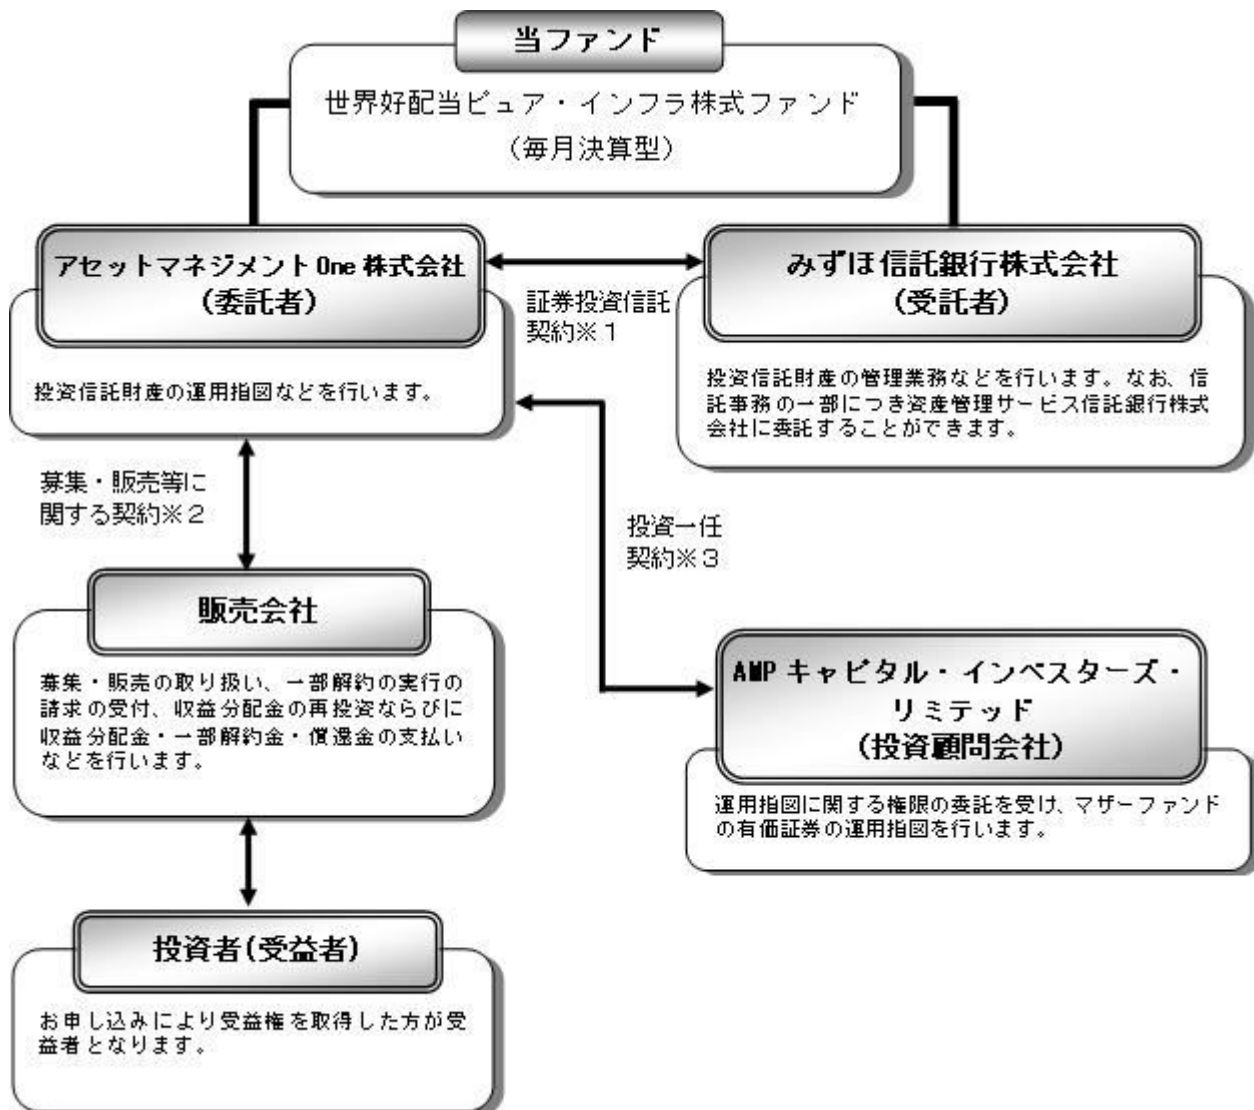 当ファンド
世界好配当ピュア・インフラ株式ファンド
(毎月決算型)
アセットマネジメント One 株式会社
(委託者)
投資信託財産の運用指図などを行います。
証券投資信託
契約※1
みずほ信託銀行株式会社
(受託者)
投資信託財産の管理業務などを行います。なお、信
託事務の一部につき資産管理サービス信託銀行株式
会社に委託することができます。
募集・販売等に
関する契約※2
投資一任
契約※3
販売会社
募集・販売の取り扱い、一部解約の実行の
請求の受付、収益分配金の再投資ならびに
収益分配金・一部解約金・償還金の支払い
などを行います。
AMP キャピタル・インベスターズ・
リミテッド
(投資顧問会社)
運用指図に関する権限の委託を受け、マザーファンド
の有価証券の運用指図を行います。
投資者(受益者)
お申し込みにより受益権を取得した方が受
益者となります。